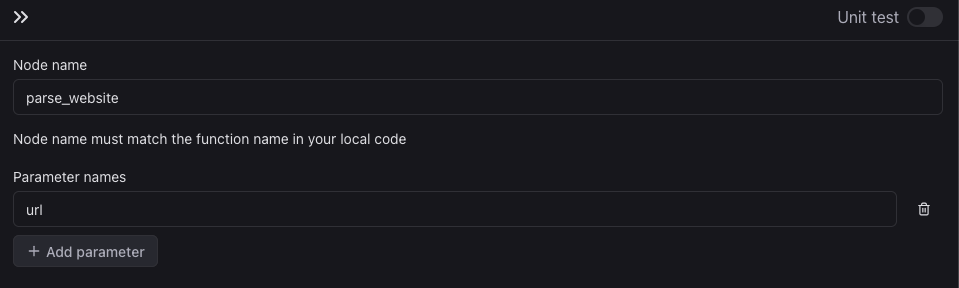 Unit test
Node name
parse_website
Node name must match the function name in your local code
Parameter names
url
Add parameter